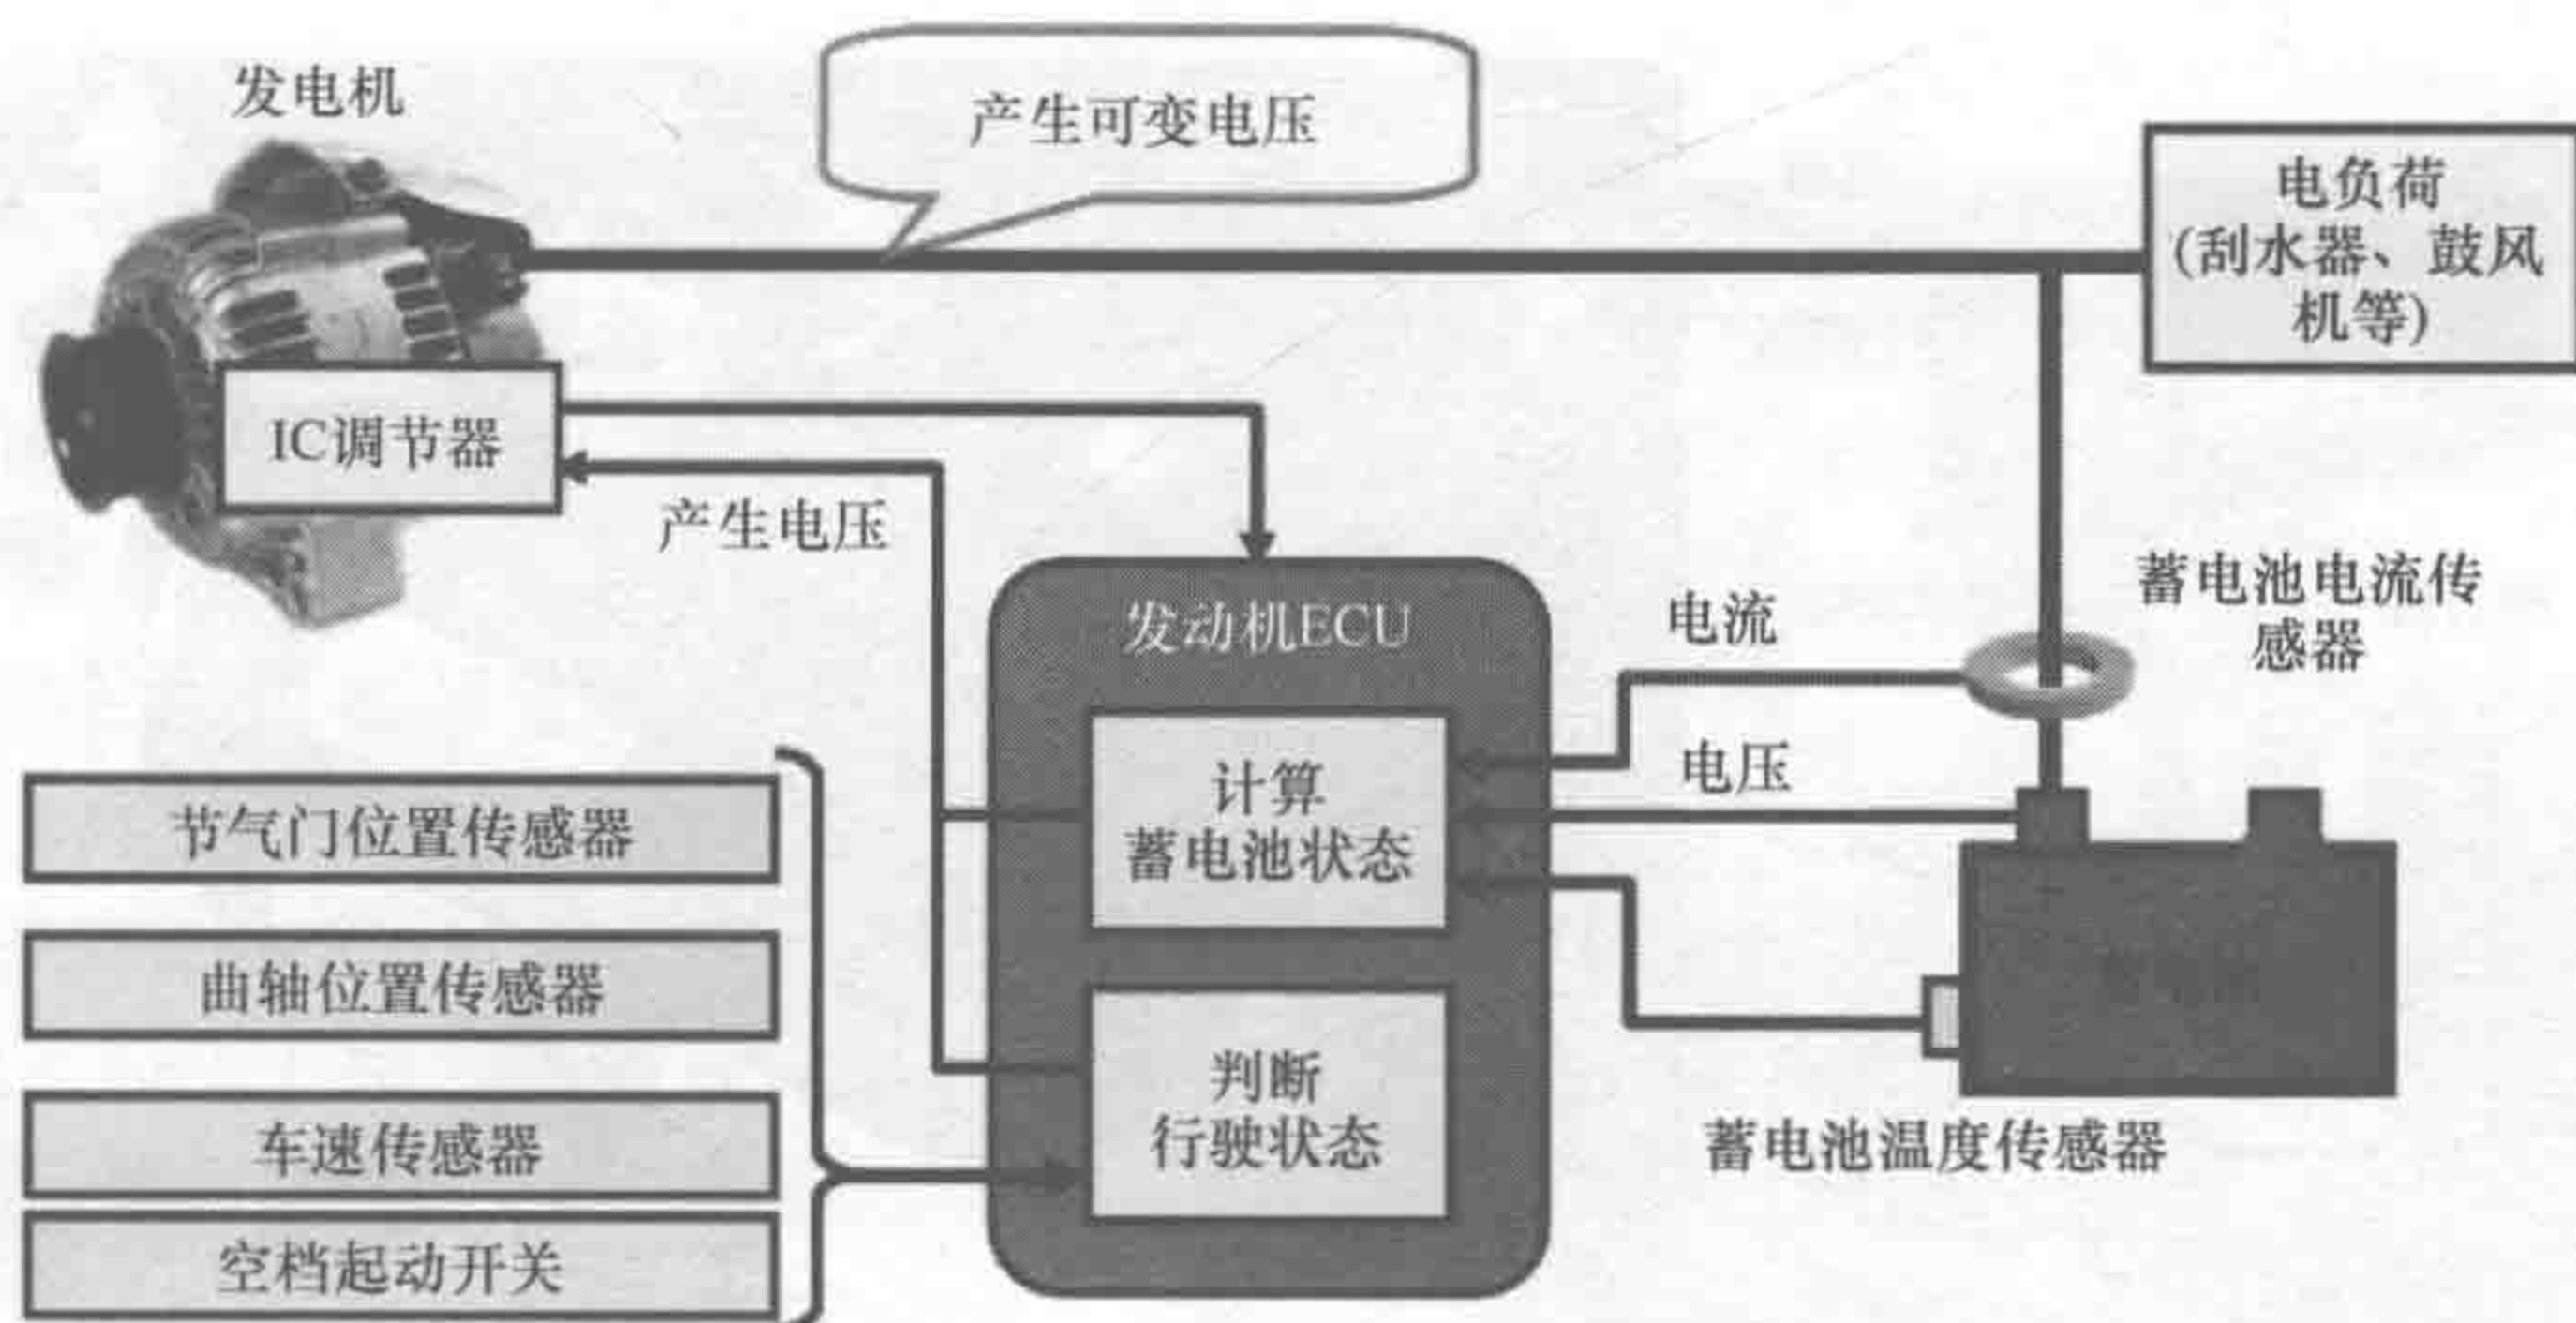 发电机
产生可变电压
电负荷
(刮水器、鼓风
机等)
IC调节器
产生电压
发动机ECU
电流
蓄电池电流传
感器
计算
蓄电池状态
电压
节气门位置传感器
曲轴位置传感器
车速传感器
空档起动开关
判断
行驶状态
蓄电池温度传感器